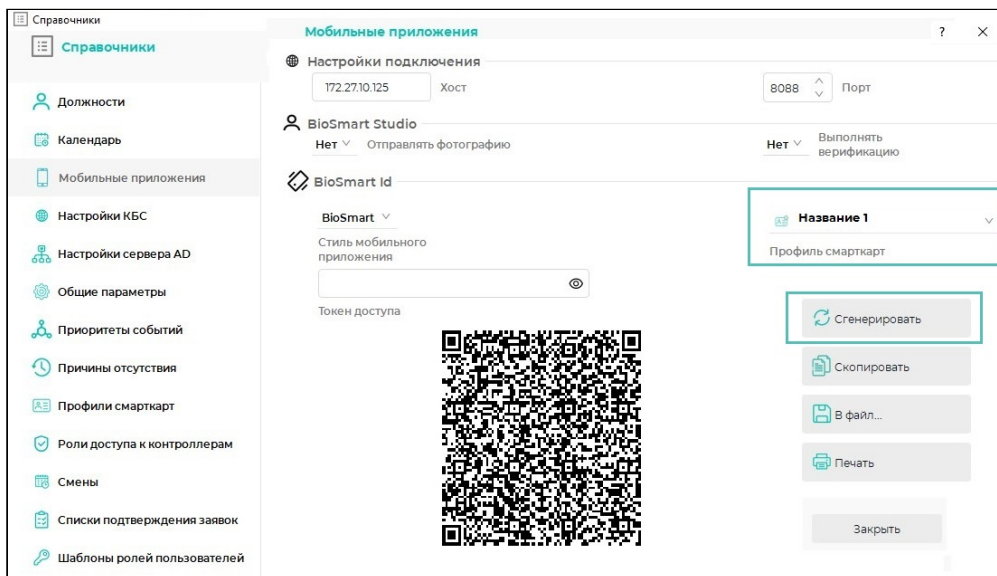 Справочники
Справочники
Должности
Календарь
Мобильные приложения
Настройки КБС
Настройки сервера AD
Общие параметры
Приоритеты событий
Причины отсутствия
Профили смарткарт
Роли доступа к контроллерам
Смены
Списки подтверждения заявок
Шаблоны ролей пользователей
Мобильные приложения
?
Настройки подключения
172.27.10.125 Хост
8088 Порт
BioSmart Studio
Нет Отправлять фотографию
Нет Выполнять
верификацию
BioSmart Id
BioSmart
Стиль мобильного
приложения
Название 1
Профиль смарткарт
Токен доступа
Сгенерировать
Скопировать
В файл...
Печать
Закрыть